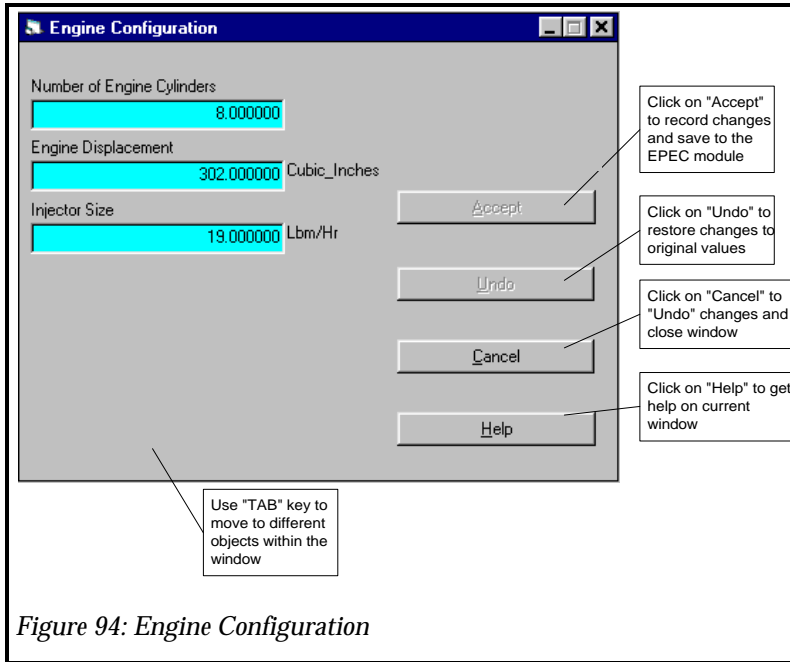 Engine Configuration
Number of Engine Cylinders
8.000000
Engine Displacement
302.000000 Cubic_Inches
Injector Size
19.000000 Lbm/Hr
Accept
Undo
Cancel
Help
Click on "Accept"
to record changes
and save to the
EPEC module
Click on "Undo" to
restore changes to
original values
Click on "Cancel" to
"Undo" changes and
close window
Click on "Help" to get
help on current
window
Use "TAB" key to
move to different
objects within the
window
Figure 94: Engine Configuration